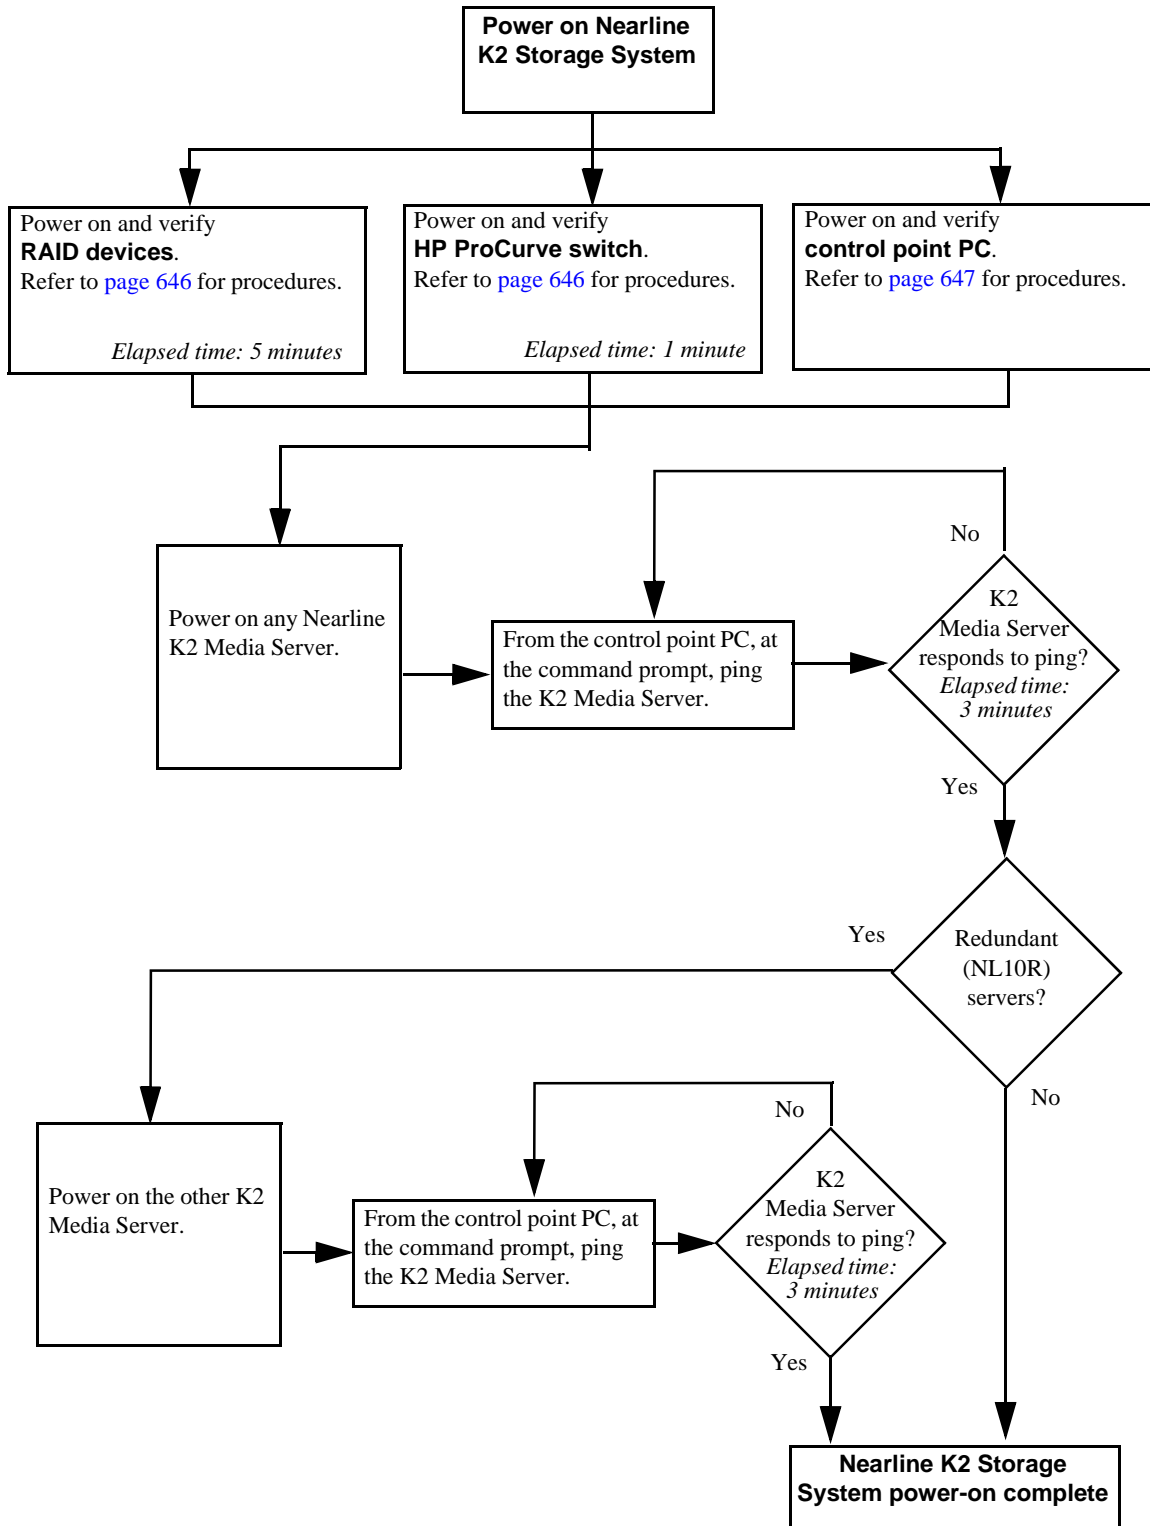 Power on Nearline
K2 Storage System
Power on and verify
RAID devices.
Refer to page 646 for procedures.
Elapsed time: 5 minutes
Power on and verify
HP ProCurve switch.
Refer to page 646 for procedures.
Elapsed time: 1 minute
Power on and verify
control point PC.
Refer to page 647 for procedures.
Power on any Nearline
K2 Media Server.
From the control point PC, at
the command prompt, ping
the K2 Media Server.
No
K2
Media Server
responds to ping?
Elapsed time:
3 minutes
Yes
Redundant
(NL10R)
servers?
Yes
No
Power on the other K2
Media Server.
From the control point PC, at
the command prompt, ping
the K2 Media Server.
No
K2
Media Server
responds to ping?
Elapsed time:
3 minutes
Yes
Nearline K2 Storage
System power-on complete